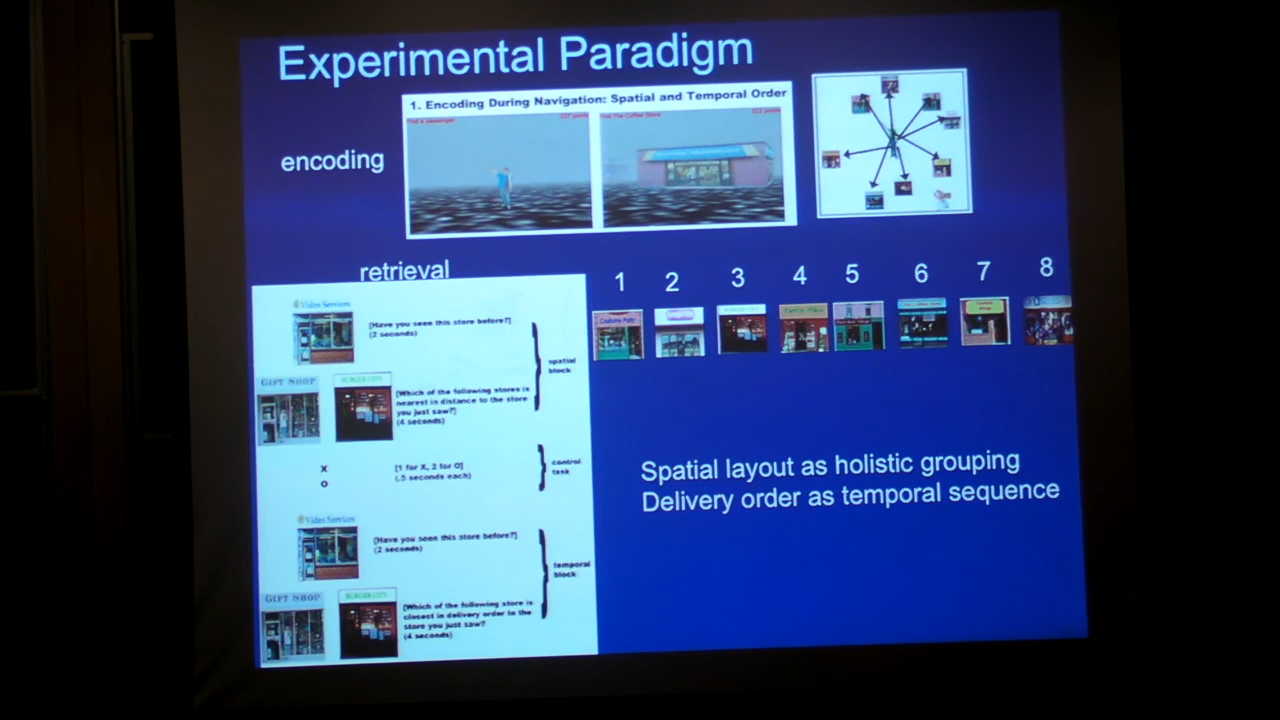 Experimental Paradigm
1. Encoding During Navigation: Spatial and Temporal Order
Find a passenger
encoding
retrieval
1 2 3 4 5 6 7 8
Video Services
[Have you seen this store before?]
(2 seconds)
spatial
block
GIFT SHOP
BURGER CITY
[Which of the following stores is
nearest in distance to the store
you just saw?]
(4 seconds)
X
O
[1 for X, 2 for O]
(.5 seconds each)
control
task
Spatial layout as holistic grouping
Delivery order as temporal sequence
Video Services
[Have you seen this store before?]
(2 seconds)
temporal
block
GIFT SHOP
BURGER CITY
[Which of the following store is
closest in delivery order to the
store you just saw?
(4 seconds)